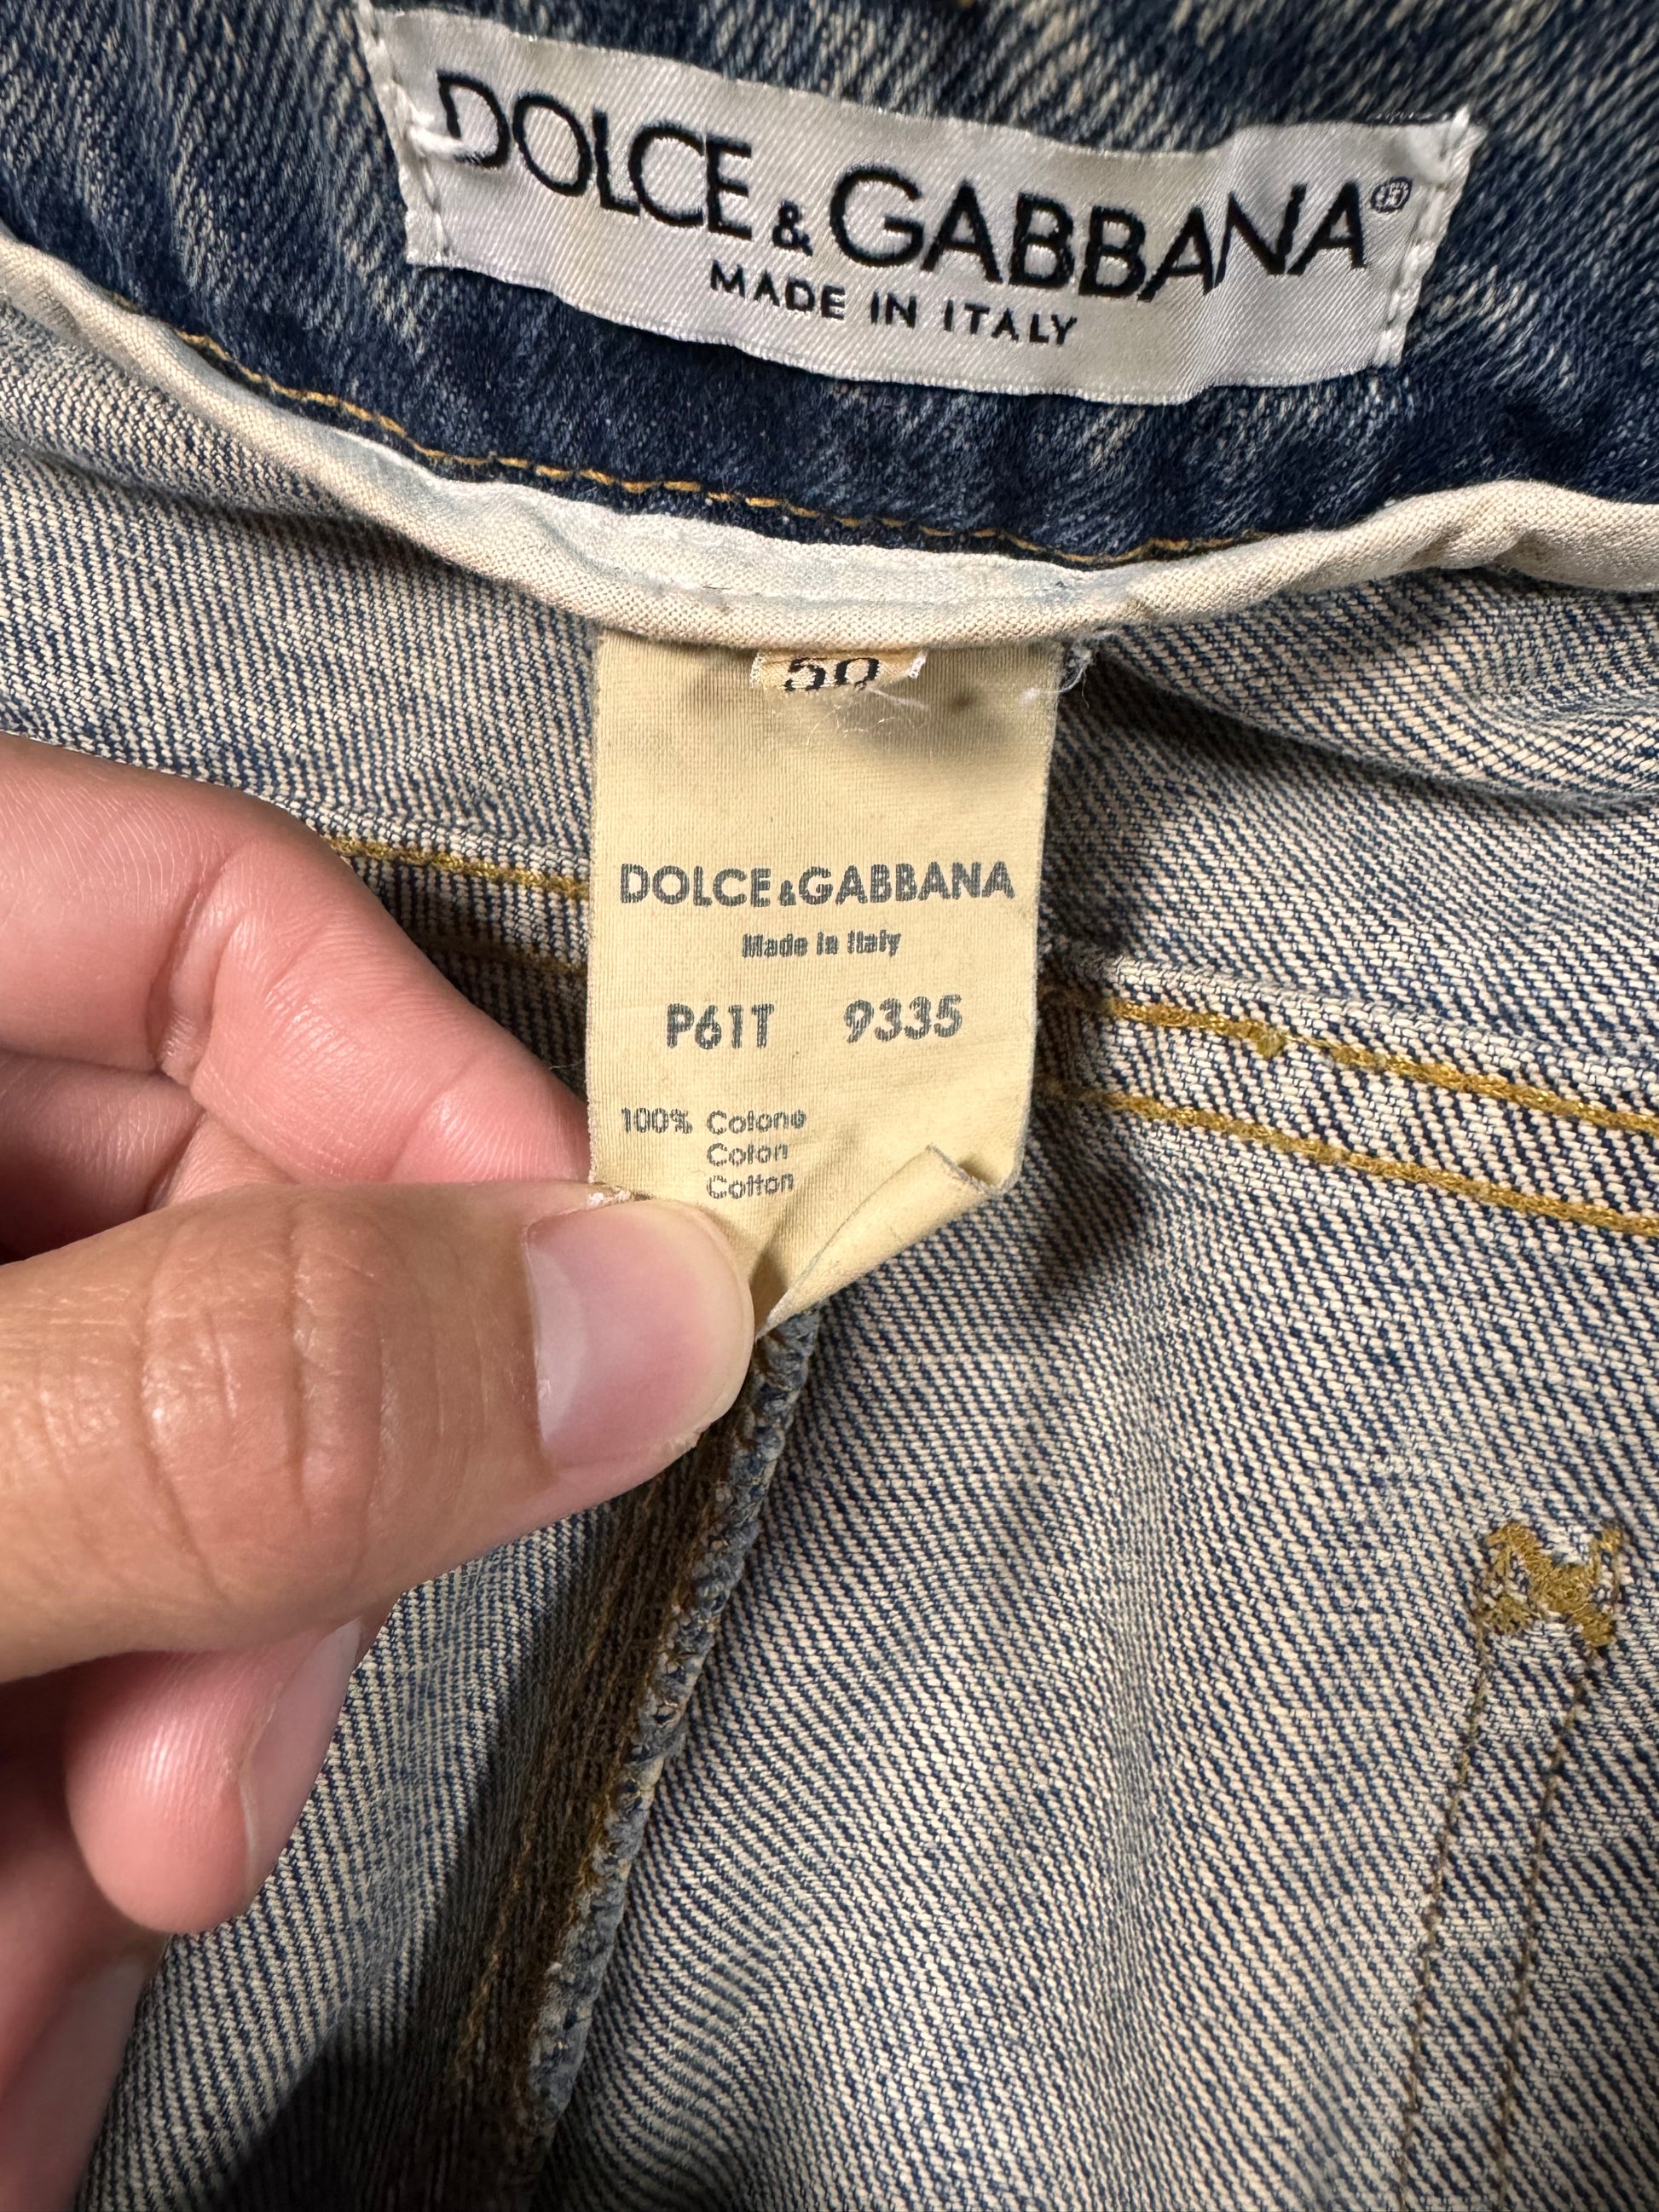 DOLCE & GABBANA®
MADE IN ITALY
50
DOLCE&GABBANA
Made in Italy
P61T 9335
100% Cotone
Coton
Cotton